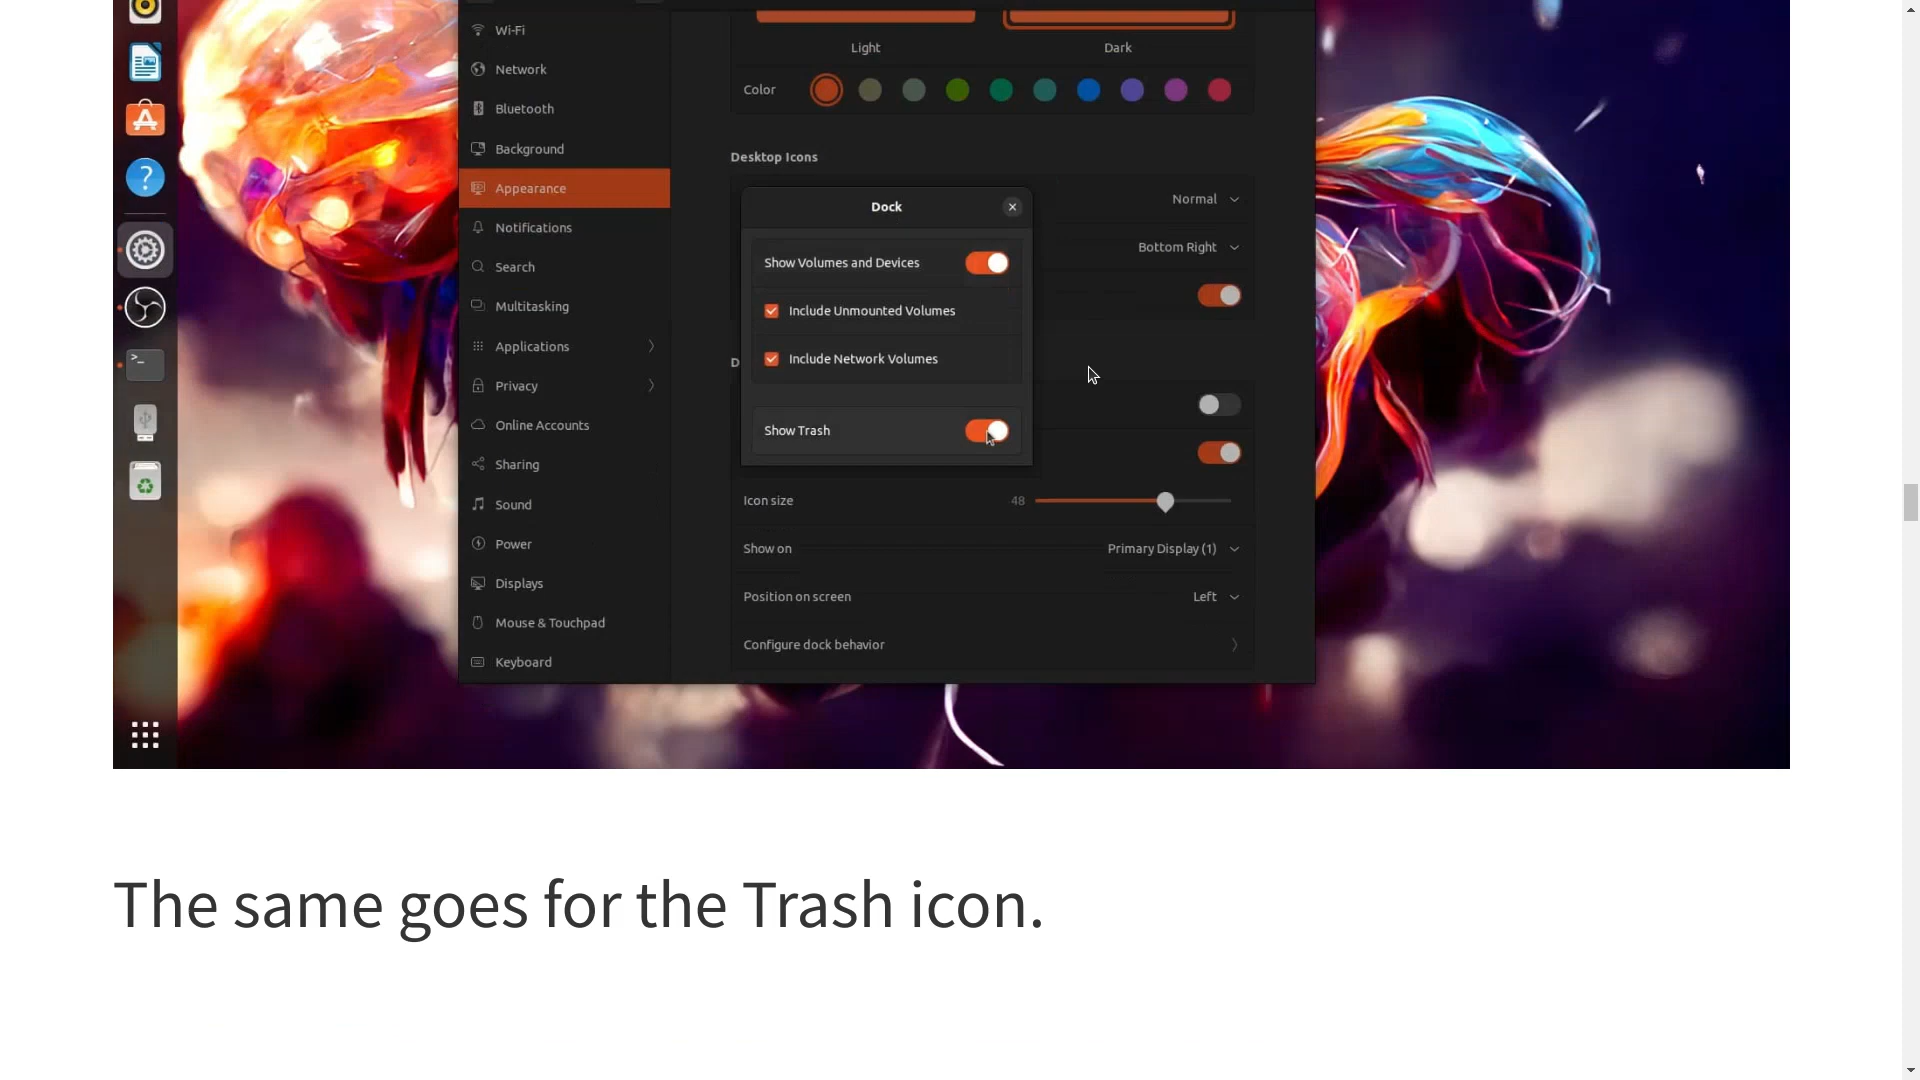 Wi-Fi
Light
Dark
Network
Color
Bluetooth
Background
Desktop Icons
Appearance
Normal
Dock
Notifications
Bottom Right
Show Volumes and Devices
Search
Multitasking
Include Unmounted Volumes
Applications
Include Network Volumes
D
Privacy
Online Accounts
Show Trash
Sharing
Sound
Icon size
48
Power
Show on
Primary Display (1)
Displays
Position on screen
Left
Mouse & Touchpad
Configure dock behavior
Keyboard
The same goes for the Trash icon.